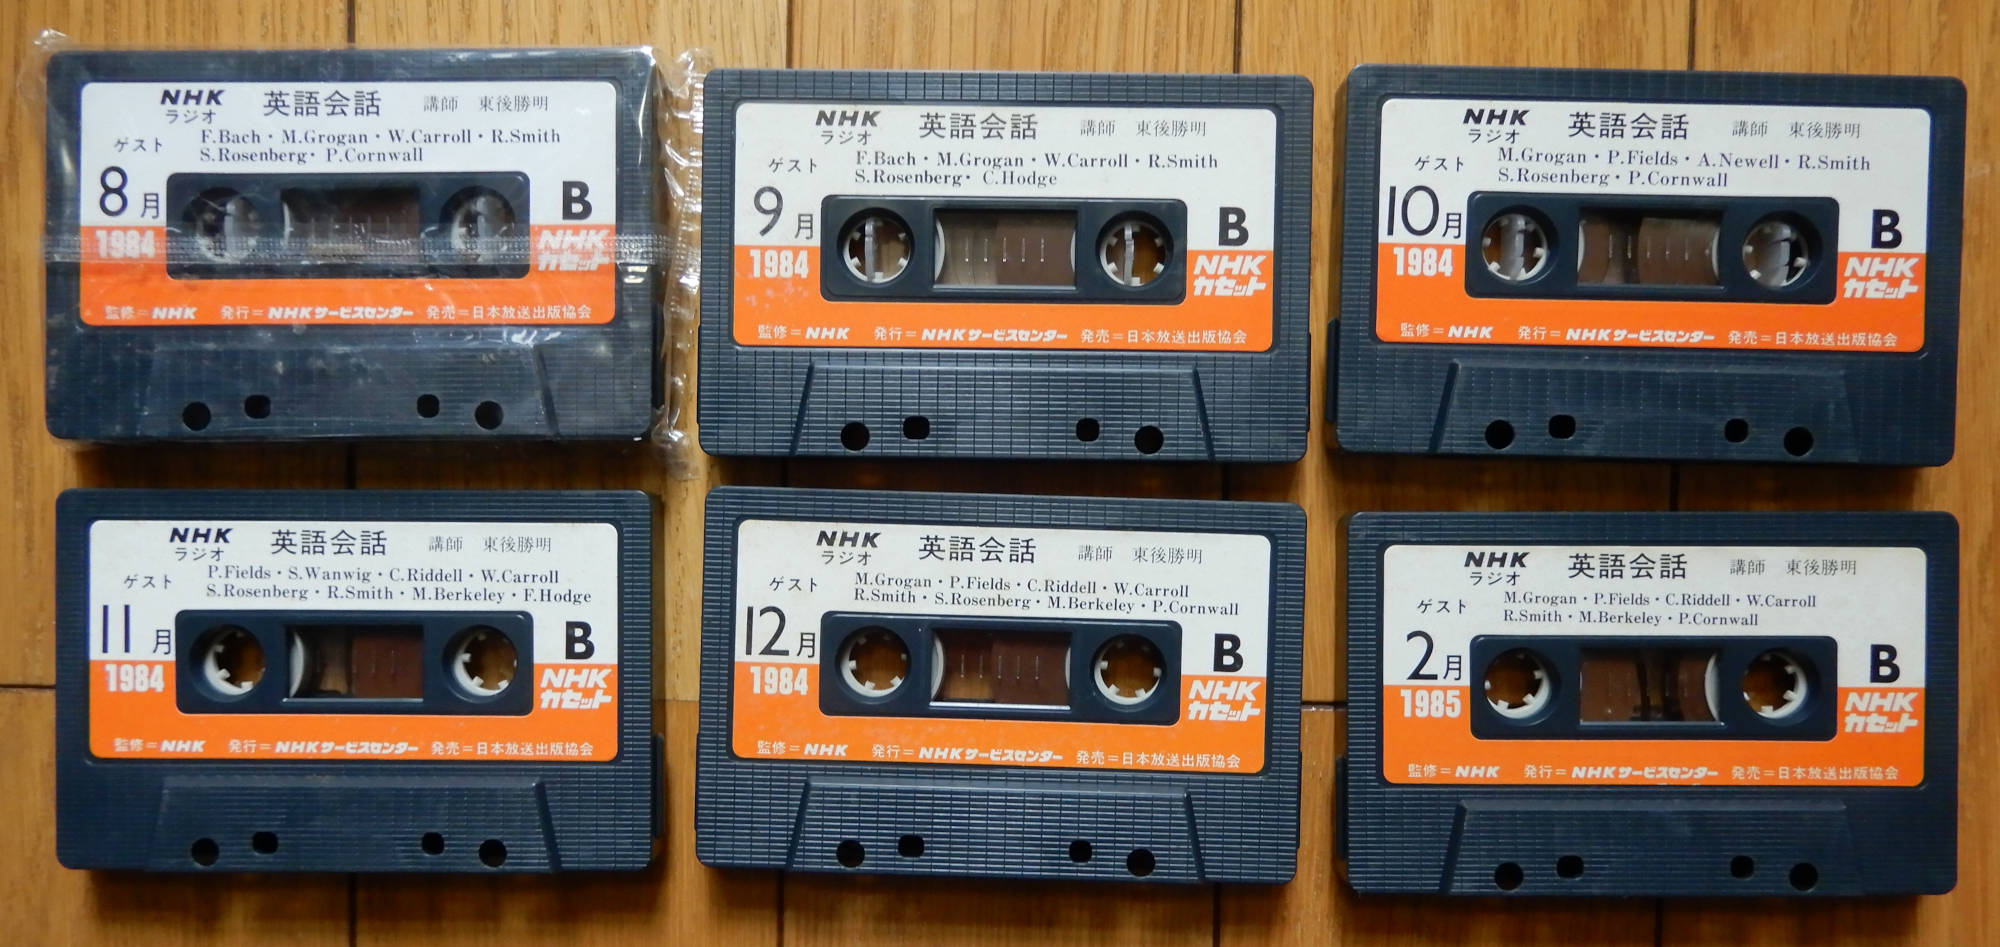 NHK
ラジオ
英語会話 講師 東後勝明
ゲスト F.Bach・M.Grogan・W.Carroll・R.Smith
S.Rosenberg・P.Cornwall
8月
B
1984
NHK
カセット
監修=NHK 発行=NHKサービスセンター 発売=日本放送出版協会
NHK
ラジオ
英語会話 講師 東後勝明
ゲスト F.Bach・M.Grogan・W.Carroll・R.Smith
S.Rosenberg・C.Hodge
9月
B
1984
NHK
カセット
監修=NHK 発行=NHKサービスセンター 発売=日本放送出版協会
NHK
ラジオ
英語会話 講師 東後勝明
ゲスト M.Grogan・P.Fields・A.Newell・R.Smith
S.Rosenberg・P.Cornwall
10月
B
1984
NHK
カセット
監修=NHK 発行=NHKサービスセンター 発売=日本放送出版協会
NHK
ラジオ
英語会話 講師 東後勝明
ゲスト P.Fields・S.Wanwig・C.Riddell・W.Carroll
S.Rosenberg・R.Smith・M.Berkeley・F.Hodge
11月
B
1984
NHK
カセット
監修=NHK 発行=NHKサービスセンター 発売=日本放送出版協会
NHK
ラジオ
英語会話 講師 東後勝明
ゲスト M.Grogan・P.Fields・C.Riddell・W.Carroll
R.Smith・S.Rosenberg・M.Berkeley・P.Cornwall
12月
B
1984
NHK
カセット
監修=NHK 発行=NHKサービスセンター 発売=日本放送出版協会
NHK
ラジオ
英語会話 講師 東後勝明
ゲスト M.Grogan・P.Fields・C.Riddell・W.Carroll
R.Smith・M.Berkeley・P.Cornwall
2月
B
1985
NHK
カセット
監修=NHK 発行=NHKサービスセンター 発売=日本放送出版協会